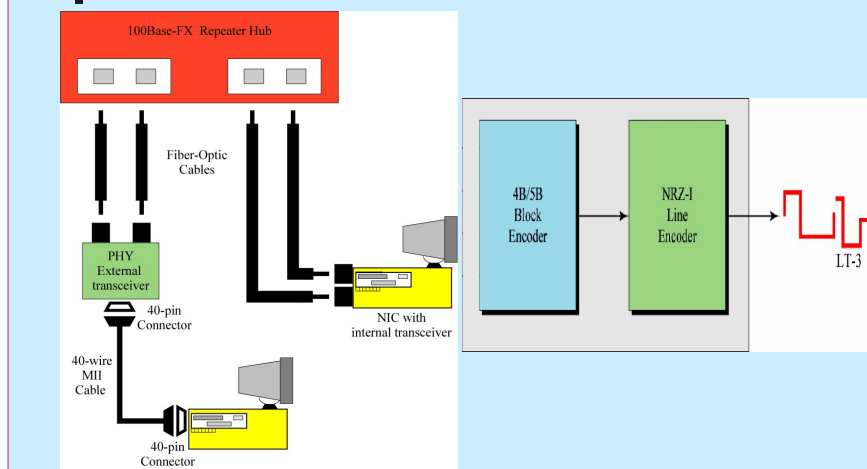 100Base-FX Repeater Hub
Fiber-Optic
Cables
PHY
External
transceiver
40-pin
Connector
NIC with
internal transceiver
40-wire
MII
Cable
40-pin
Connector
4B/5B
Block
Encoder
NRZ-I
Line
Encoder
LT-3